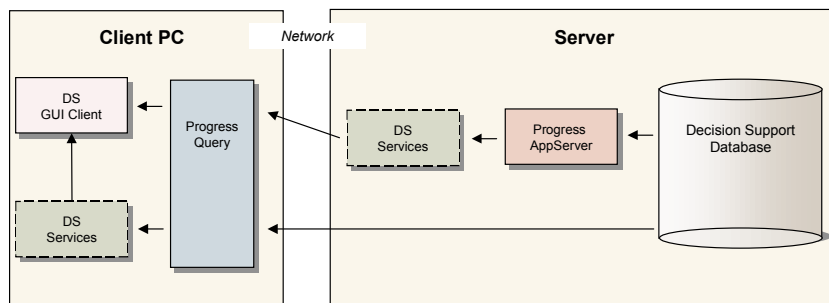 Client PC
Network
Server
DS
GUI Client
Progress
Query
DS
Services
DS
Services
Progress
AppServer
Decision Support
Database